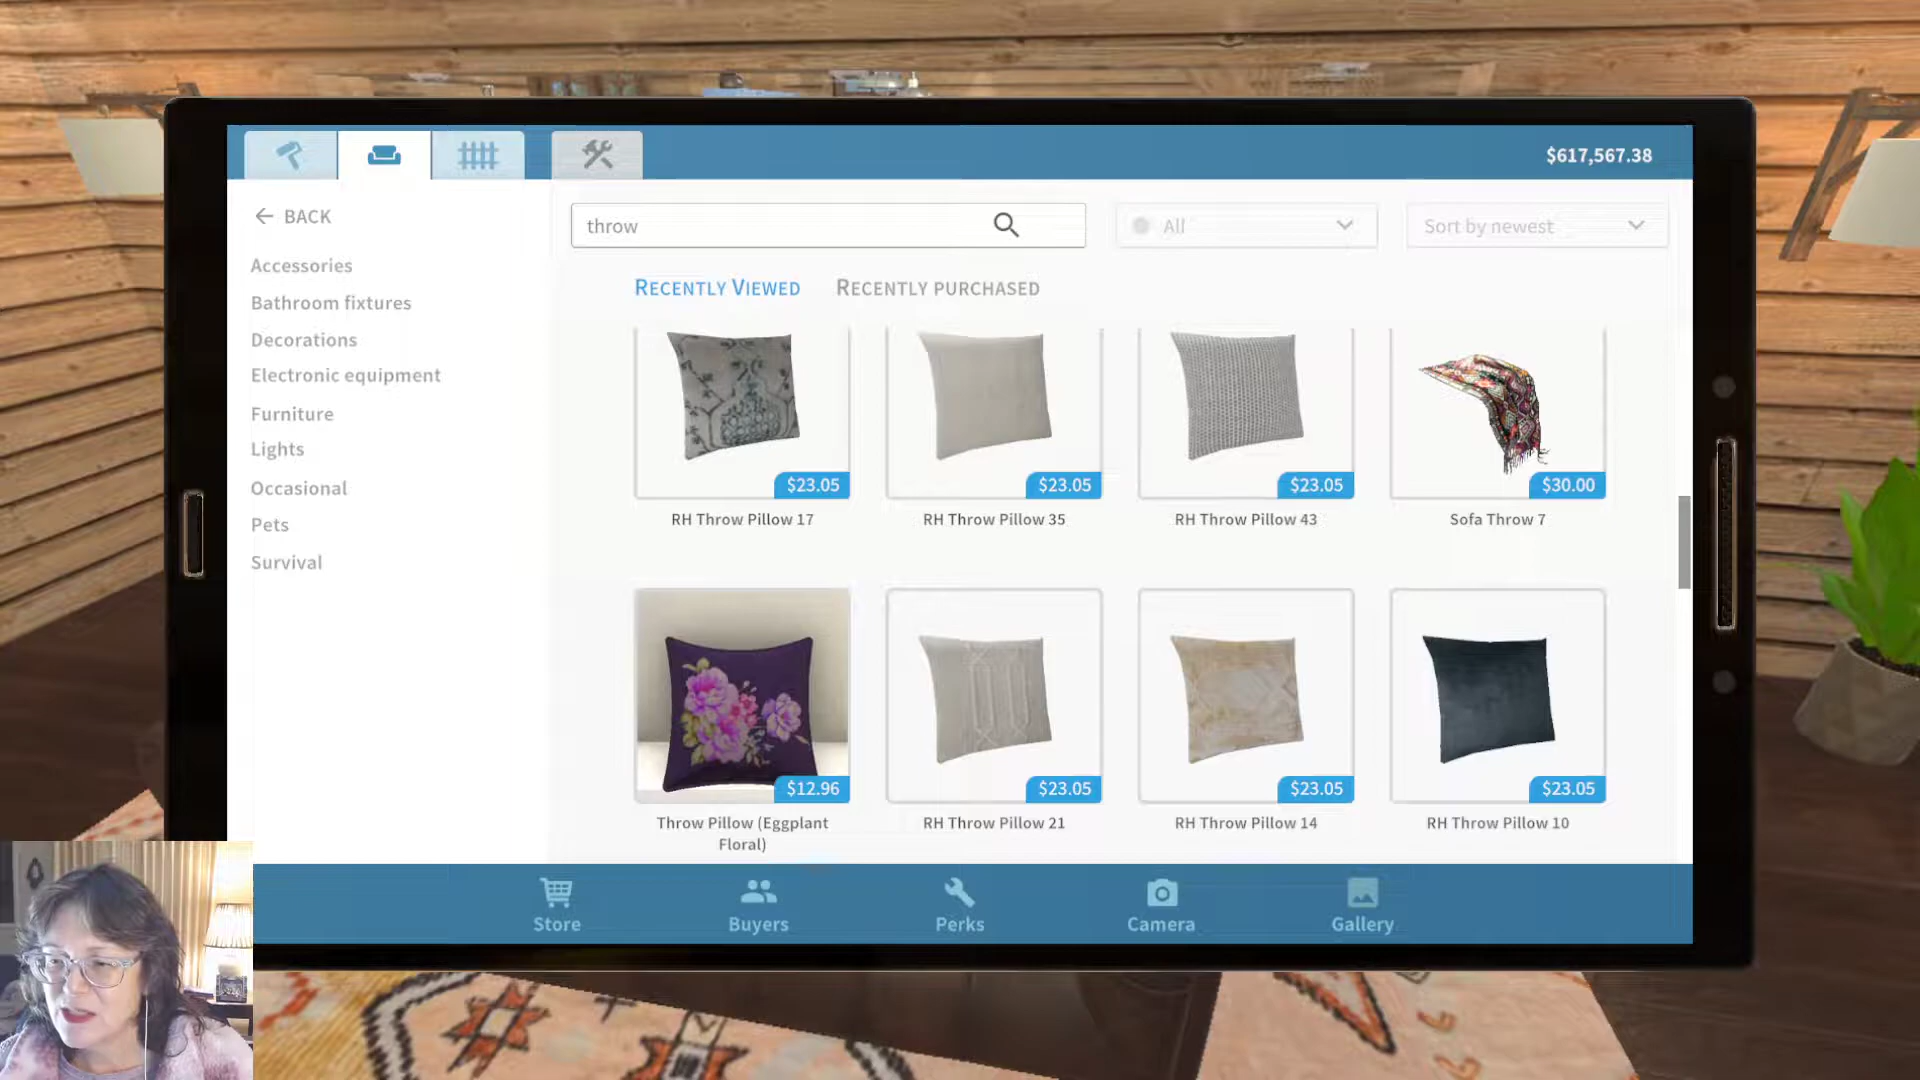 $617,567.38
BACK
throw
All
Sort by newest
RECENTLY VIEWED
RECENTLY PURCHASED
Accessories
Bathroom fixtures
Decorations
Electronic equipment
Furniture
Lights
Occasional
Pets
Survival
$23.05
$23.05
$23.05
$30.00
RH Throw Pillow 17
RH Throw Pillow 35
RH Throw Pillow 43
Sofa Throw 7
$12.96
$23.05
$23.05
$23.05
Throw Pillow (Eggplant
Floral)
RH Throw Pillow 21
RH Throw Pillow 14
RH Throw Pillow 10
Store
Buyers
Perks
Camera
Gallery